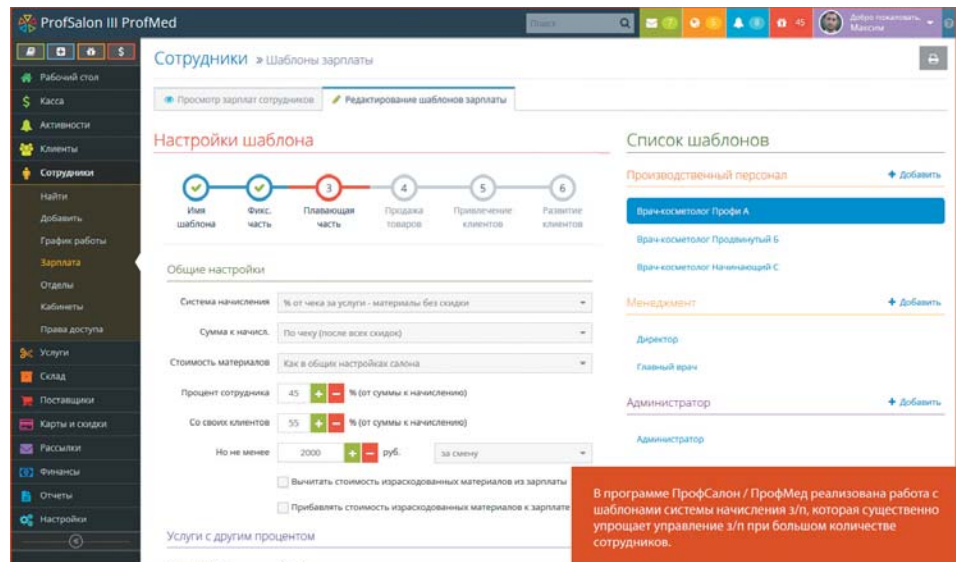 ProfSalon III ProfMed
Поиск
7
5
8
45
Добро пожаловать,
Максим
Рабочий стол
Касса
Активности
Клиенты
Сотрудники
Найти
Добавить
График работы
Зарплата
Отделы
Кабинеты
Права доступа
Услуги
Склад
Поставщики
Карты и скидки
Рассылки
Финансы
Отчеты
Настройки
Сотрудники » Шаблоны зарплаты
Просмотр зарплат сотрудников
Редактирование шаблонов зарплаты
Настройки шаблона
3 4 5 6
Имя шаблона
Фикс. часть
Плавающая часть
Продажа товаров
Привлечение клиентов
Развитие клиентов
Общие настройки
Система начисления % от чека за услуги - материалы без скидки
Сумма к начисл. По чеку (после всех скидок)
Стоимость материалов Как в общих настройках салона
Процент сотрудника 45 + − % (от суммы к начислению)
Со своих клиентов 55 + − % (от суммы к начислению)
Но не менее 2000 + − руб. за смену
Вычитать стоимость израсходованных материалов из зарплаты
Прибавлять стоимость израсходованных материалов к зарплате
Услуги с другим процентом
Список шаблонов
Производственный персонал + Добавить
Врач-косметолог Профи А
Врач-косметолог Продвинутый Б
Врач-косметолог Начинающий С
Менеджмент + Добавить
Директор
Главный врач
Администратор + Добавить
Администратор
В программе ПрофСалон / ПрофМед реализована работа с
шаблонами системы начисления з/п, которая существенно
упрощает управление з/п при большом количестве
сотрудников.